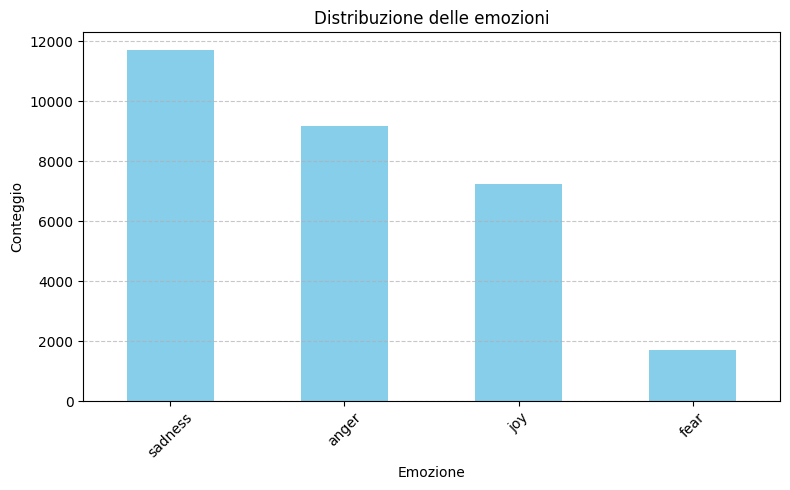 Distribuzione delle emozioni
Conteggio
12000
10000
8000
6000
4000
2000
0
sadness
anger
joy
fear
Emozione